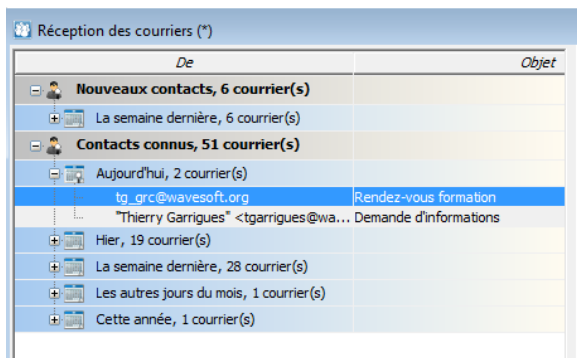 Réception des courriers (*)
De Objet
Nouveaux contacts, 6 courrier(s)
La semaine dernière, 6 courrier(s)
Contacts connus, 51 courrier(s)
Aujourd'hui, 2 courrier(s)
tg_grc@wavesoft.org Rendez-vous formation
"Thierry Garrigues" <tgarrigues@wa... Demande d'informations
Hier, 19 courrier(s)
La semaine dernière, 28 courrier(s)
Les autres jours du mois, 1 courrier(s)
Cette année, 1 courrier(s)